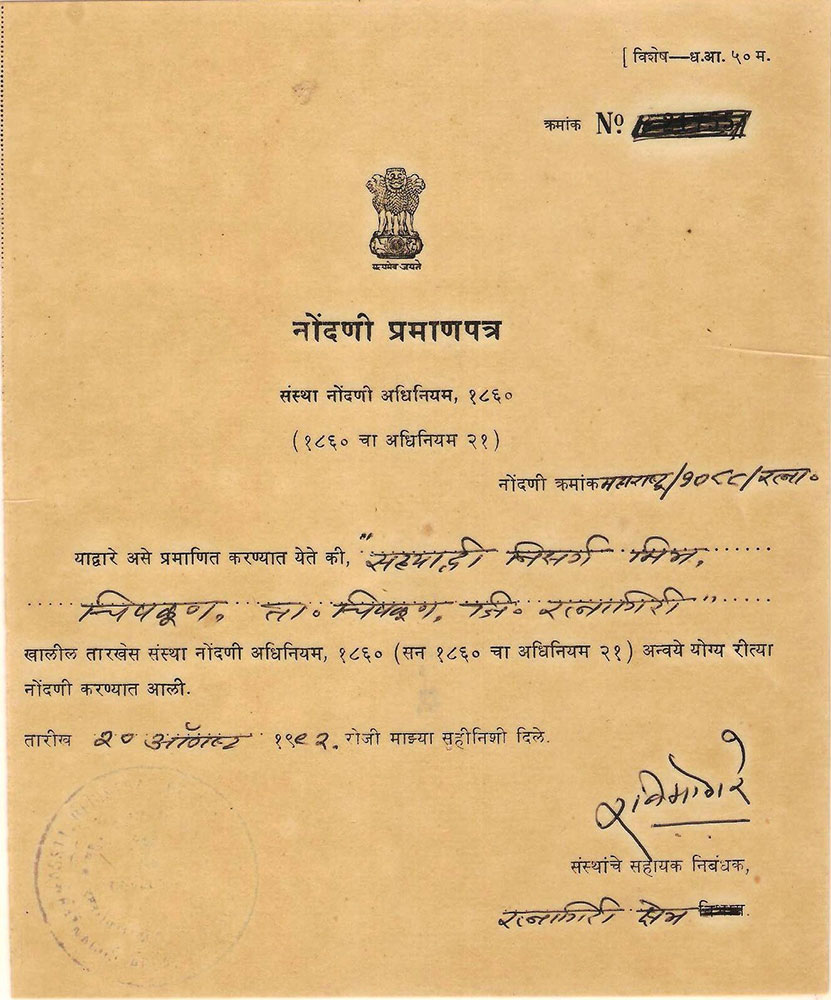 [ विशेष—ध.आ. ५० म.
क्रमांक No
सत्यमेव जयते
नोंदणी प्रमाणपत्र
संस्था नोंदणी अधिनियम, १८६०
(१८६० चा अधिनियम २१)
नोंदणी क्रमांक महाराष्ट्र/१०८८/रत्ना.
याद्वारे असे प्रमाणित करण्यात येते की, "सह्याद्री निसर्ग मित्र,
चिपळूण, ता. चिपळूण, जि. रत्नागिरी"
खालील तारखेस संस्था नोंदणी अधिनियम, १८६० (सन १८६० चा अधिनियम २१) अन्वये योग्य रीत्या
नोंदणी करण्यात आली.
तारीख २० ऑगस्ट १९९२. रोजी माझ्या सहीनिशी दिले.
संस्थांचे सहायक निबंधक,
रत्नागिरी क्षेत्र